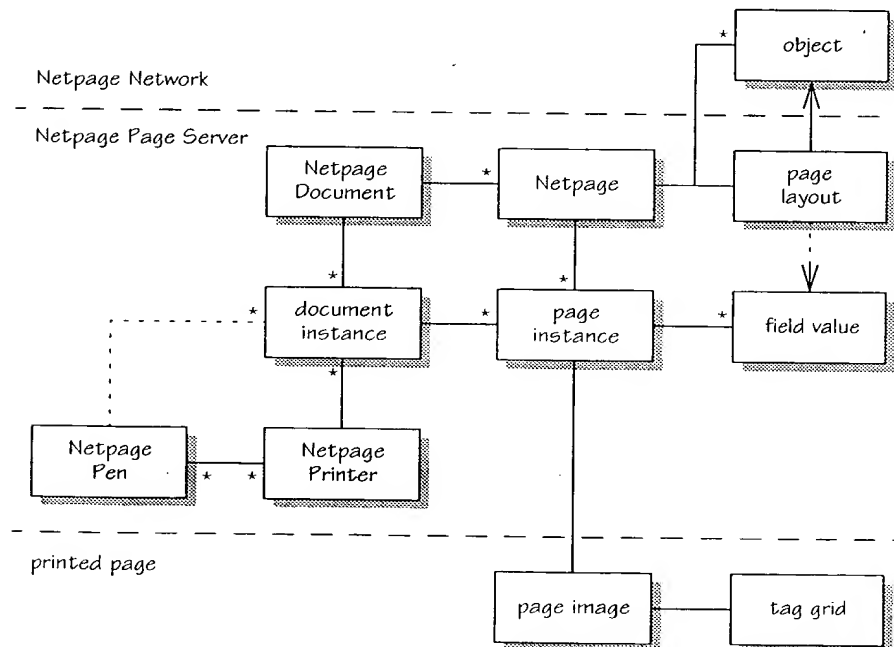 *
object
Netpage Network
Netpage Page Server
Netpage
Document
*
Netpage
page
layout
*
*
*
document
instance
*
page
instance
*
field value
*
Netpage
Pen
*
*
Netpage
Printer
printed page
page image
tag grid